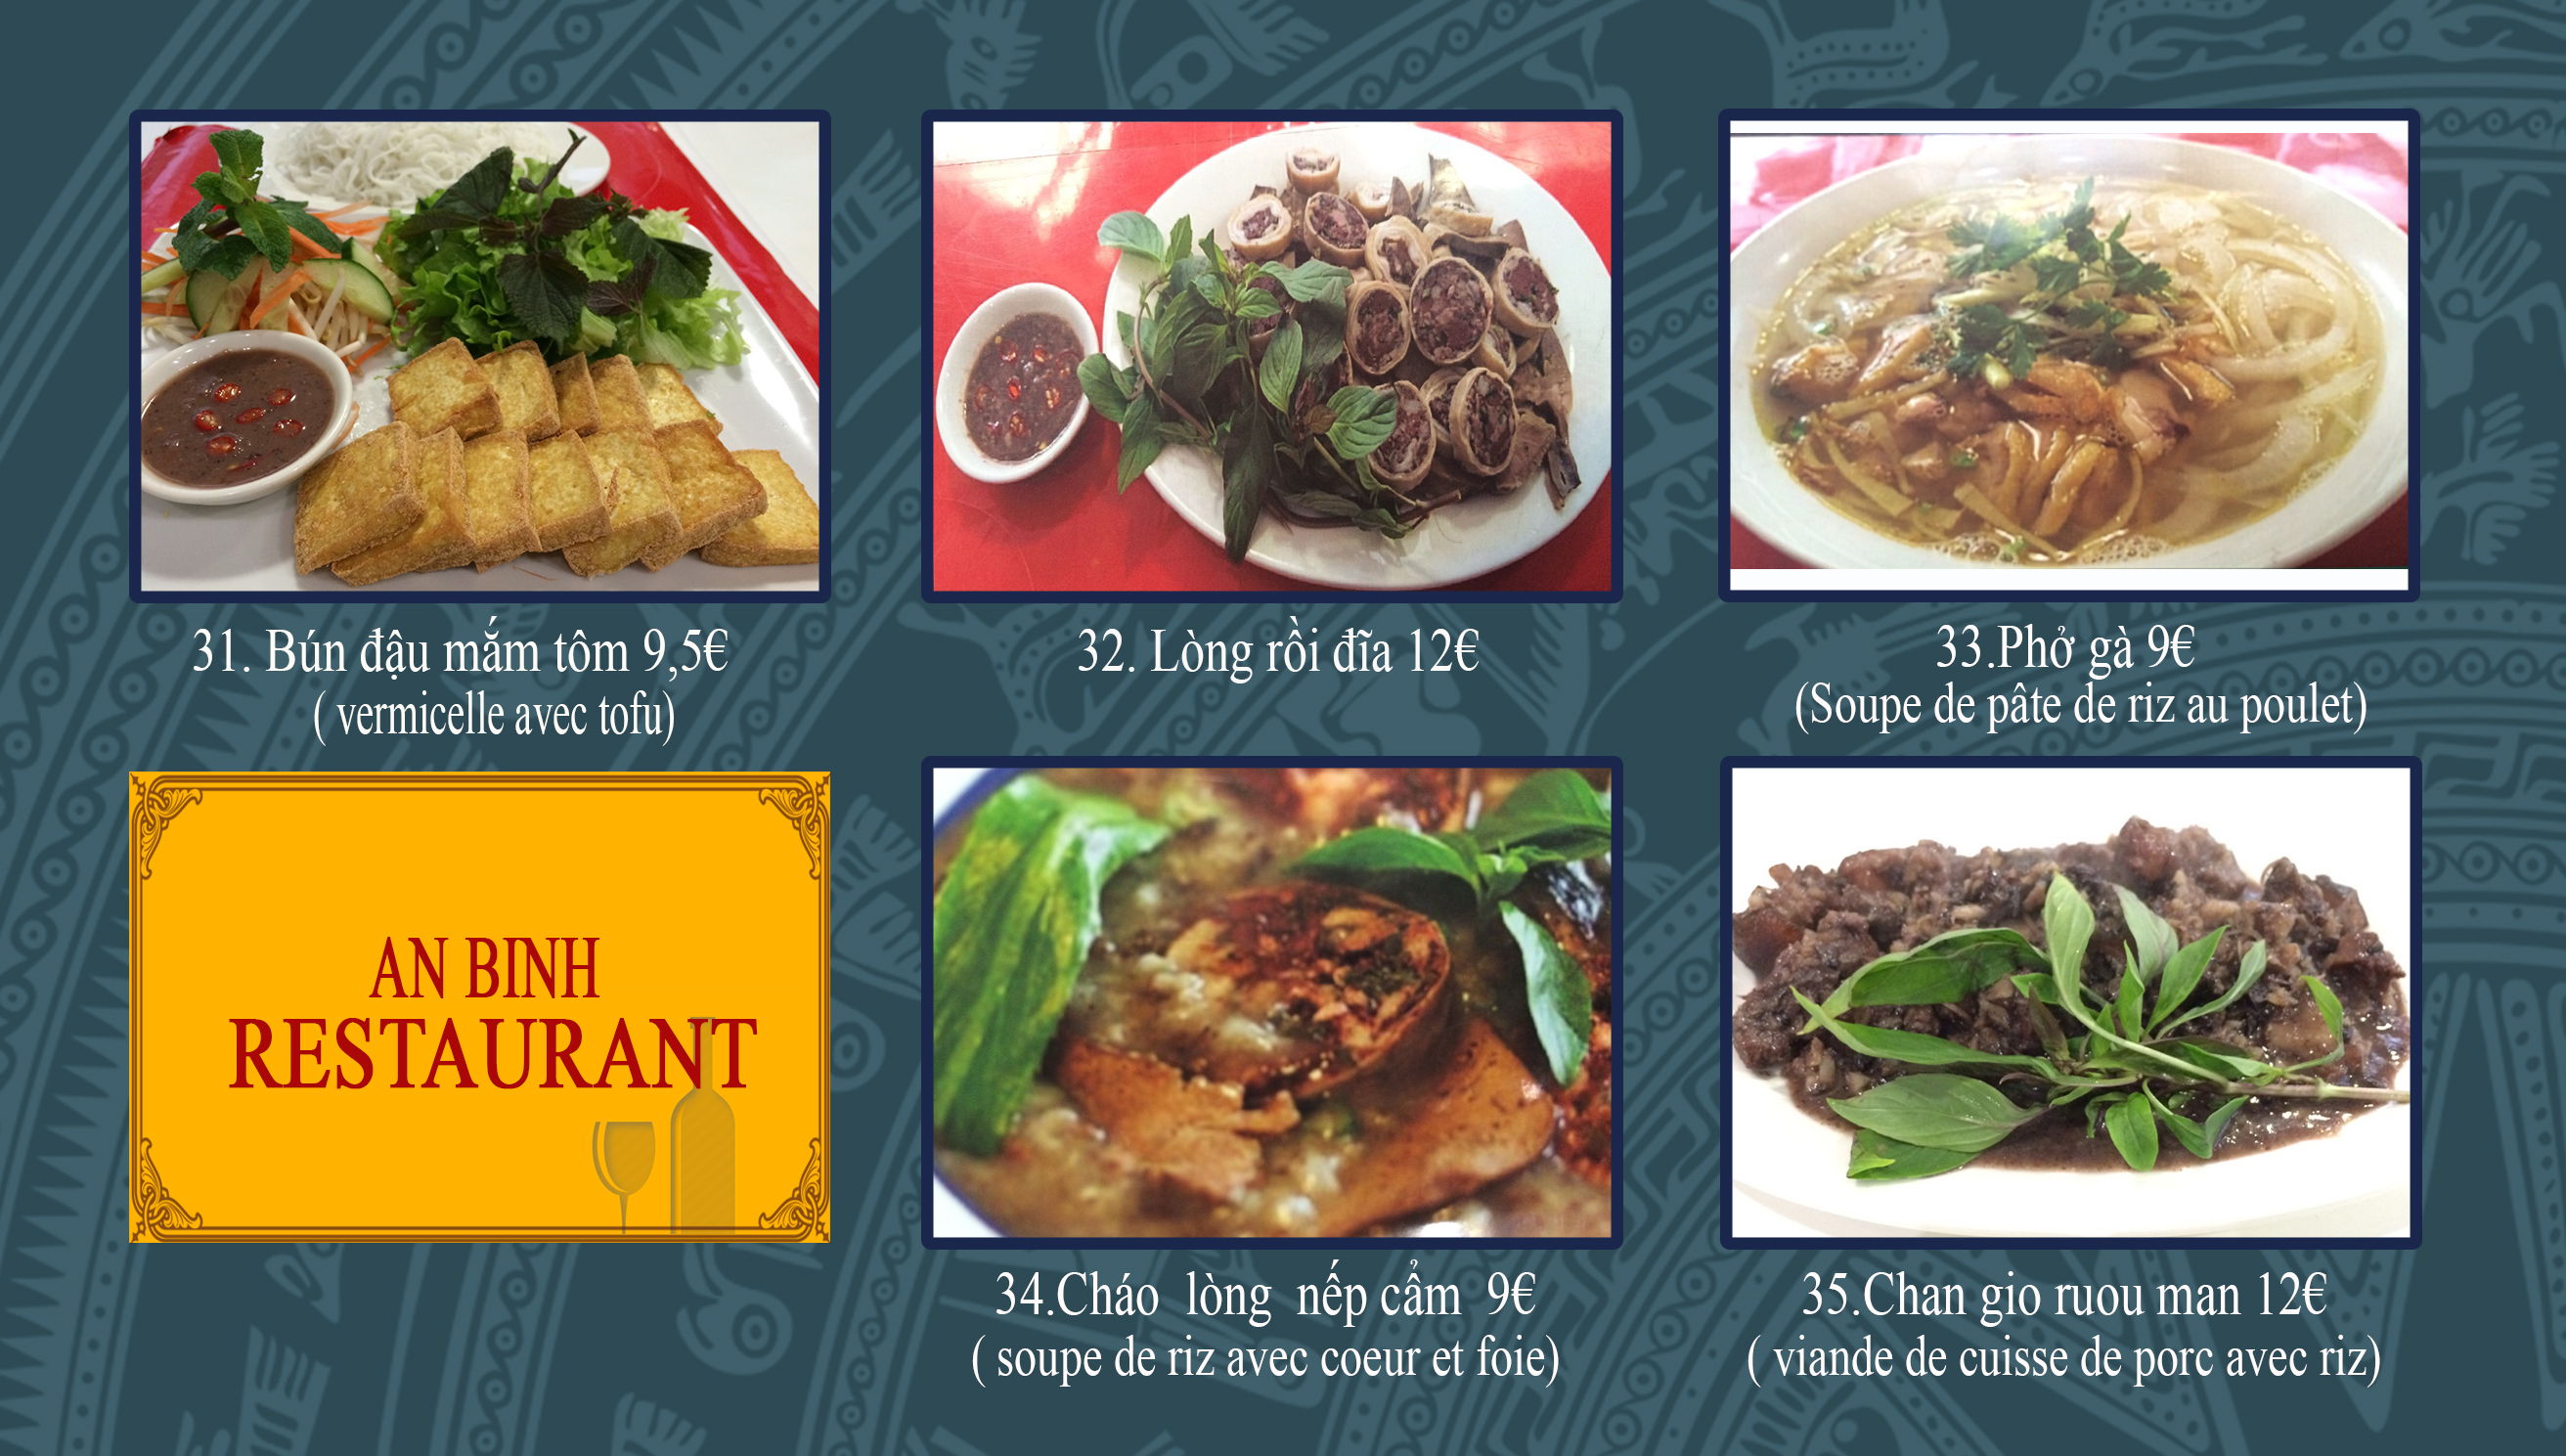 31. Bún đậu mắm tôm 9,5€
( vermicelle avec tofu)
32. Lòng rồi đĩa 12€
33.Phở gà 9€
(Soupe de pâte de riz au poulet)
AN BINH
RESTAURANT
34.Cháo lòng nếp cẩm 9€
( soupe de riz avec coeur et foie)
35.Chan gio ruou man 12€
( viande de cuisse de porc avec riz)